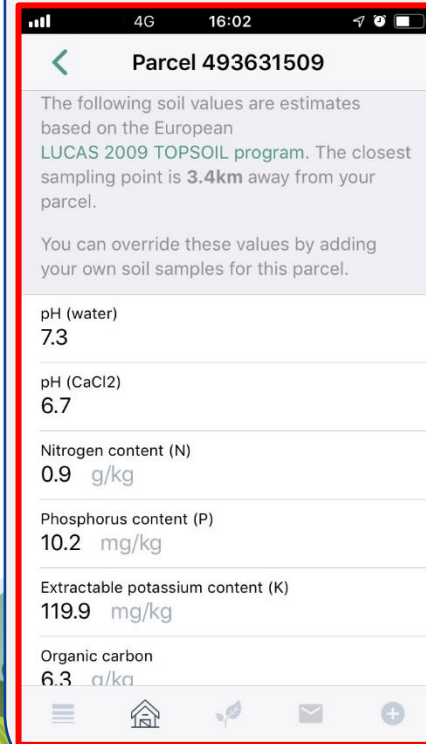 4G 16:02
Parcel 493631509
The following soil values are estimates
based on the European
LUCAS 2009 TOPSOIL program. The closest
sampling point is 3.4km away from your
parcel.
You can override these values by adding
your own soil samples for this parcel.
pH (water)
7.3
pH (CaCl2)
6.7
Nitrogen content (N)
0.9 g/kg
Phosphorus content (P)
10.2 mg/kg
Extractable potassium content (K)
119.9 mg/kg
Organic carbon
6.3 g/kg